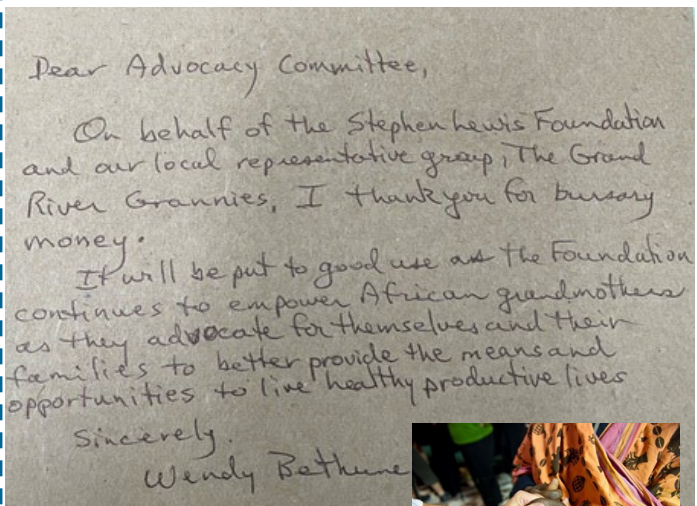 Dear Advocacy Committee,
On behalf of the Stephen Lewis Foundation
and our local representative group, The Grand
River Grannies, I thank you for bursary
money.
It will be put to good use as the Foundation
continues to empower African grandmothers
as they advocate for themselves and their
families to better provide the means and
opportunities to live healthy productive lives
Sincerely.
Wendy Bethune